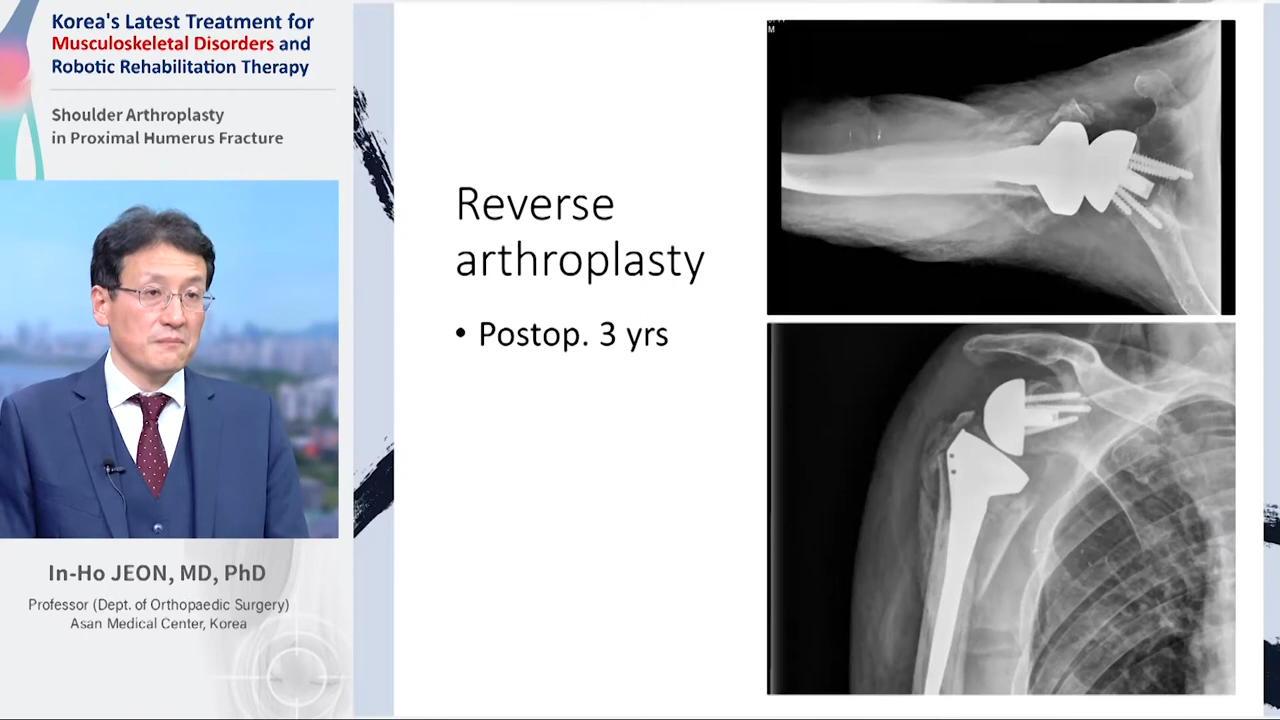 Korea's Latest Treatment for
Musculoskeletal Disorders and
Robotic Rehabilitation Therapy
Shoulder Arthroplasty
in Proximal Humerus Fracture
In-Ho JEON, MD, PhD
Professor (Dept. of Orthopaedic Surgery)
Asan Medical Center, Korea
Reverse
arthroplasty
• Postop. 3 yrs
M